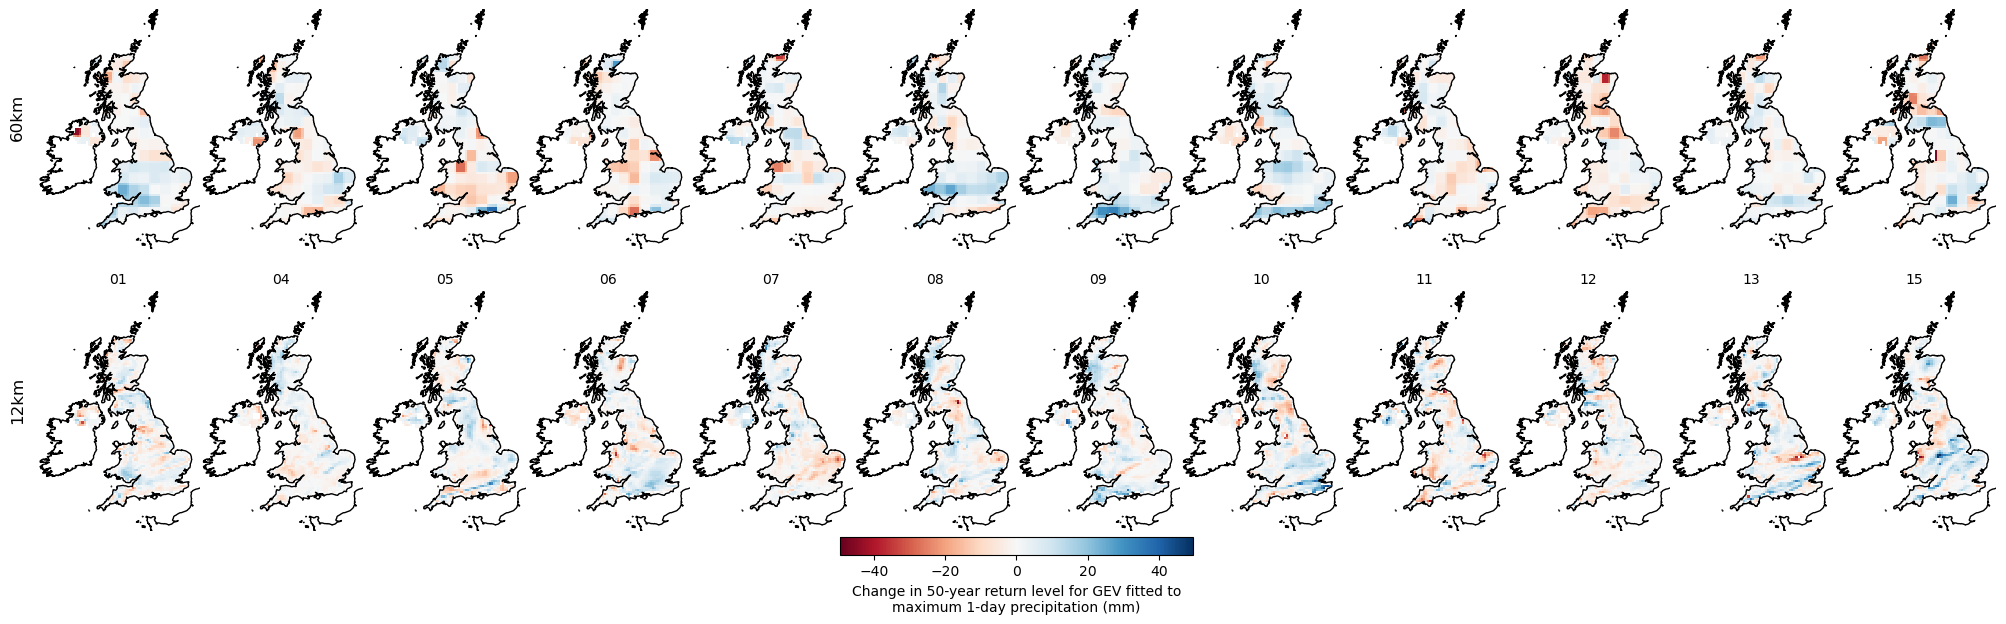 60km
01 04 05 06 07 08 09 10 11 12 13 15
12km
−40 −20 0 20 40
Change in 50-year return level for GEV fitted to
maximum 1-day precipitation (mm)